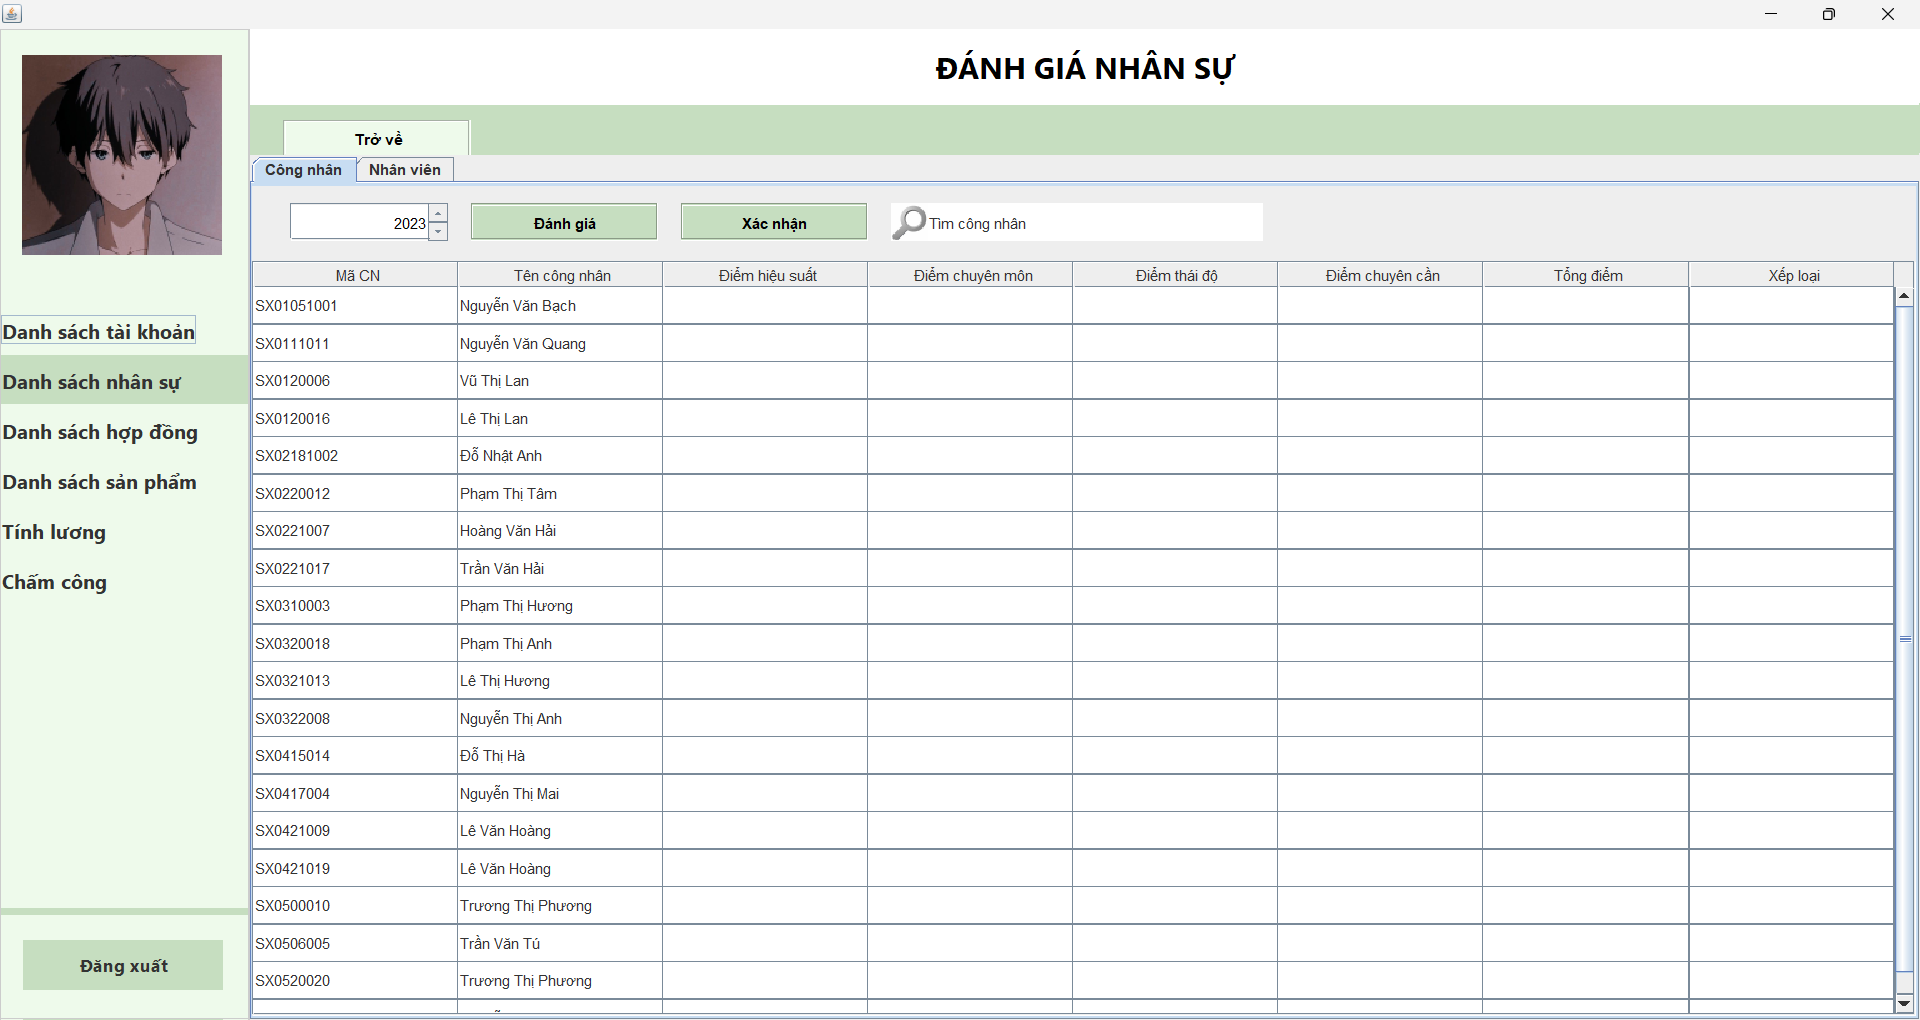 ĐÁNH GIÁ NHÂN SỰ
Trở về
Công nhân Nhân viên
2023 Đánh giá Xác nhận Tìm công nhân
Danh sách tài khoản
Danh sách nhân sự
Danh sách hợp đồng
Danh sách sản phẩm
Tính lương
Chấm công
Đăng xuất
Mã CN Tên công nhân Điểm hiệu suất Điểm chuyên môn Điểm thái độ Điểm chuyên cần Tổng điểm Xếp loại
SX01051001 Nguyễn Văn Bạch
SX0111011 Nguyễn Văn Quang
SX0120006 Vũ Thị Lan
SX0120016 Lê Thị Lan
SX02181002 Đỗ Nhật Anh
SX0220012 Phạm Thị Tâm
SX0221007 Hoàng Văn Hải
SX0221017 Trần Văn Hải
SX0310003 Phạm Thị Hương
SX0320018 Phạm Thị Anh
SX0321013 Lê Thị Hương
SX0322008 Nguyễn Thị Anh
SX0415014 Đỗ Thị Hà
SX0417004 Nguyễn Thị Mai
SX0421009 Lê Văn Hoàng
SX0421019 Lê Văn Hoàng
SX0500010 Trương Thị Phương
SX0506005 Trần Văn Tú
SX0520020 Trương Thị Phương